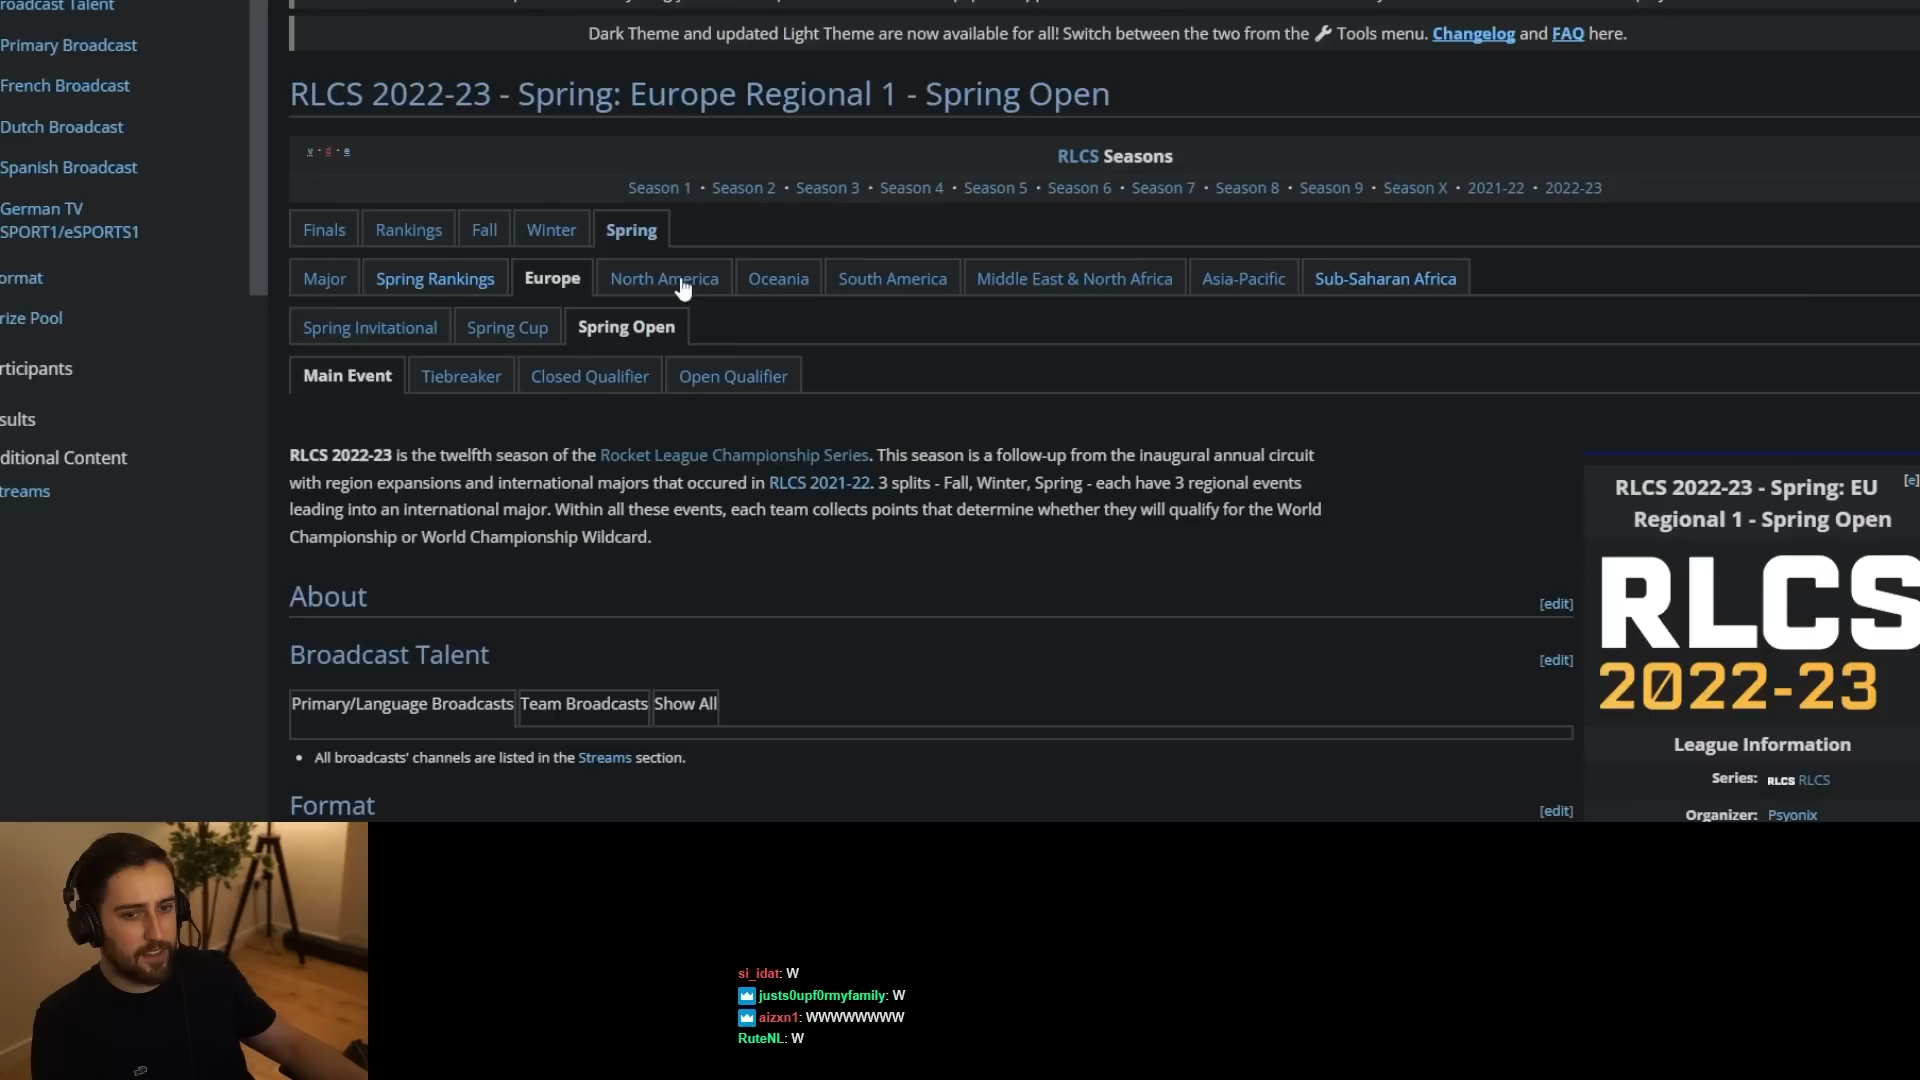 roadcast Talent
Primary Broadcast
French Broadcast
Dutch Broadcast
Spanish Broadcast
German TV
SPORT1/eSPORTS1
ormat
rize Pool
rticipants
sults
ditional Content
treams
Dark Theme and updated Light Theme are now available for all! Switch between the two from the Tools menu. Changelog and FAQ here.
RLCS 2022-23 - Spring: Europe Regional 1 - Spring Open
v · d · e
RLCS Seasons
Season 1 • Season 2 • Season 3 • Season 4 • Season 5 • Season 6 • Season 7 • Season 8 • Season 9 • Season X • 2021-22 • 2022-23
Finals Rankings Fall Winter Spring
Major Spring Rankings Europe North America Oceania South America Middle East & North Africa Asia-Pacific Sub-Saharan Africa
Spring Invitational Spring Cup Spring Open
Main Event Tiebreaker Closed Qualifier Open Qualifier
RLCS 2022-23 is the twelfth season of the Rocket League Championship Series. This season is a follow-up from the inaugural annual circuit
with region expansions and international majors that occured in RLCS 2021-22. 3 splits - Fall, Winter, Spring - each have 3 regional events
leading into an international major. Within all these events, each team collects points that determine whether they will qualify for the World
Championship or World Championship Wildcard.
About [edit]
Broadcast Talent [edit]
Primary/Language Broadcasts Team Broadcasts Show All
• All broadcasts' channels are listed in the Streams section.
Format [edit]
RLCS 2022-23 - Spring: EU [e]
Regional 1 - Spring Open
RLCS
2022-23
League Information
Series: RLCS RLCS
Organizer: Psyonix
si_idat: W
justs0upf0rmyfamily: W
aizxn1: WWWWWWWW
RuteNL: W